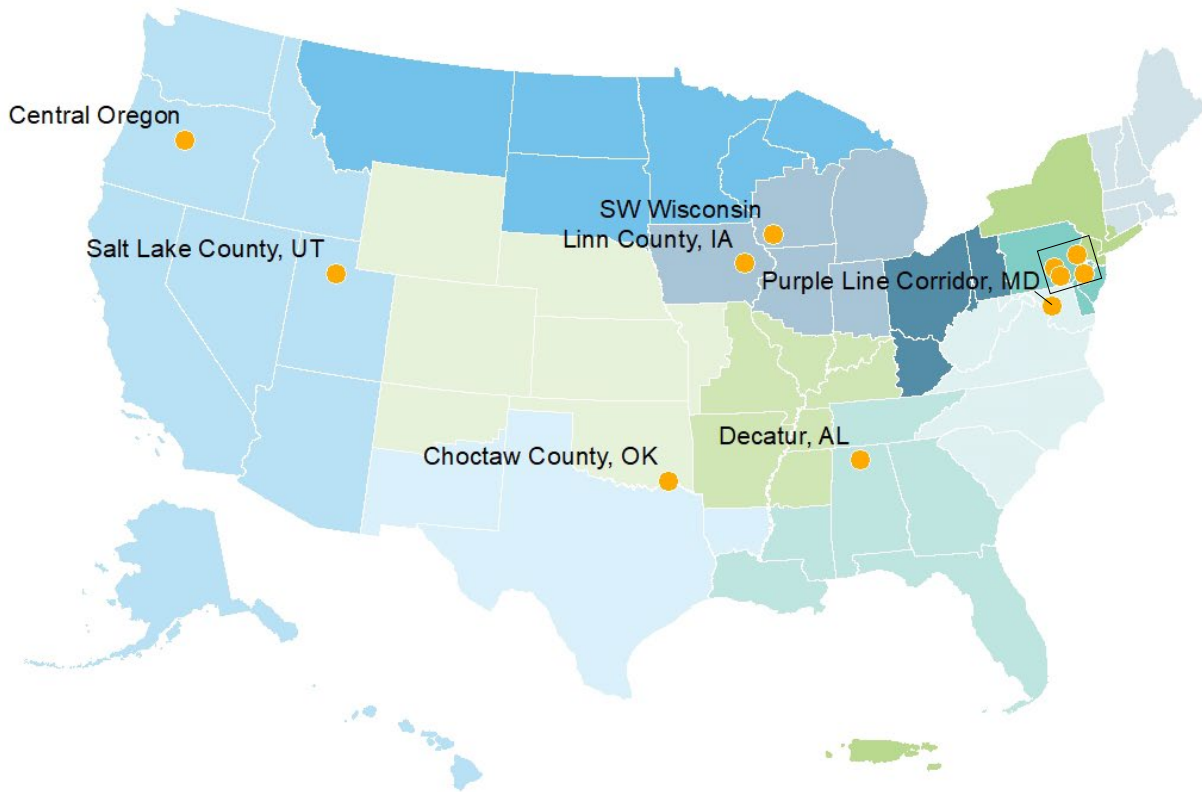 Central Oregon
SW Wisconsin
Linn County, IA
Salt Lake County, UT
Purple Line Corridor, MD
Decatur, AL
Choctaw County, OK